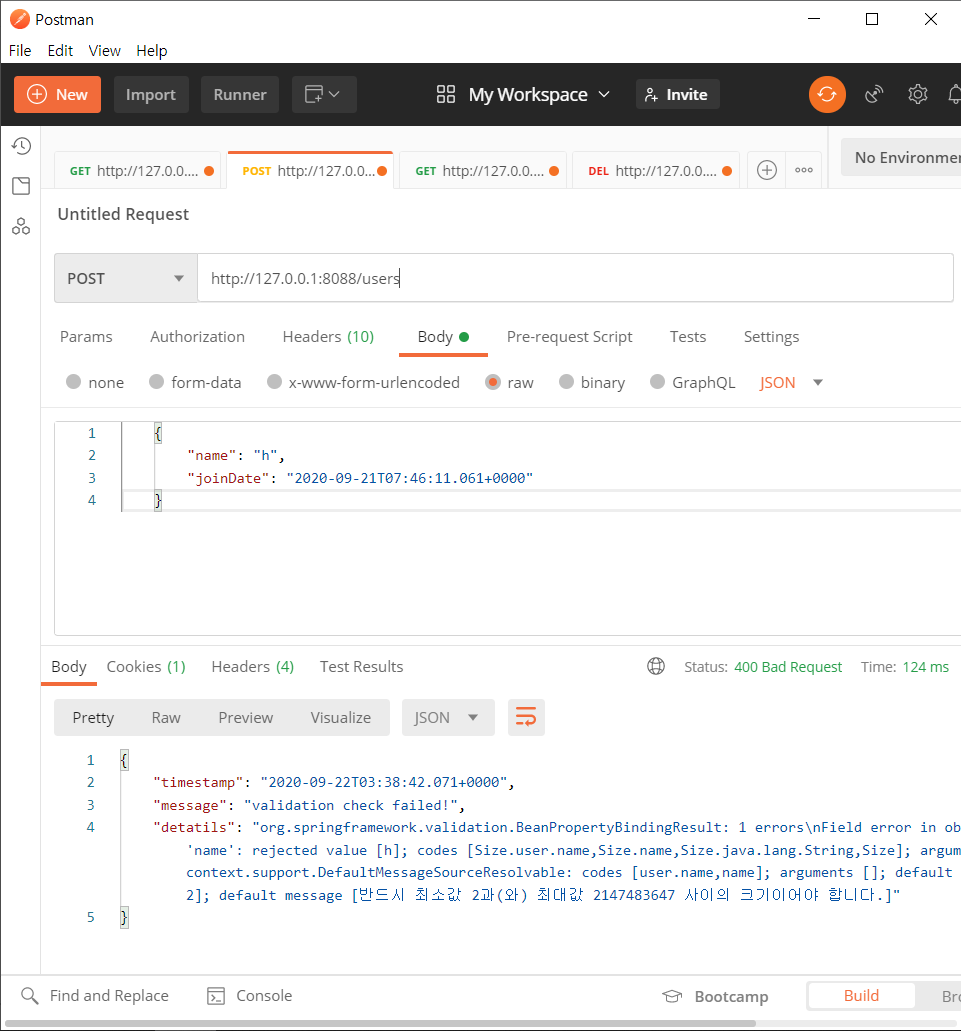 Postman
File Edit View Help
New Import Runner My Workspace Invite
GET http://127.0.0.... POST http://127.0.0... GET http://127.0.0.... DEL http://127.0.0.... No Environme
Untitled Request
POST http://127.0.0.1:8088/users
Params Authorization Headers (10) Body Pre-request Script Tests Settings
none form-data x-www-form-urlencoded raw binary GraphQL JSON
1 {
2 "name": "h",
3 "joinDate": "2020-09-21T07:46:11.061+0000"
4 }
Body Cookies (1) Headers (4) Test Results Status: 400 Bad Request Time: 124 ms
Pretty Raw Preview Visualize JSON
1 {
2 "timestamp": "2020-09-22T03:38:42.071+0000",
3 "message": "validation check failed!",
4 "detatils": "org.springframework.validation.BeanPropertyBindingResult: 1 errors\nField error in ob
'name': rejected value [h]; codes [Size.user.name,Size.name,Size.java.lang.String,Size]; argum
context.support.DefaultMessageSourceResolvable: codes [user.name,name]; arguments []; default
2]; default message [반드시 최소값 2과(와) 최대값 2147483647 사이의 크기이어야 합니다.]"
5 }
Find and Replace Console Bootcamp Build Bro